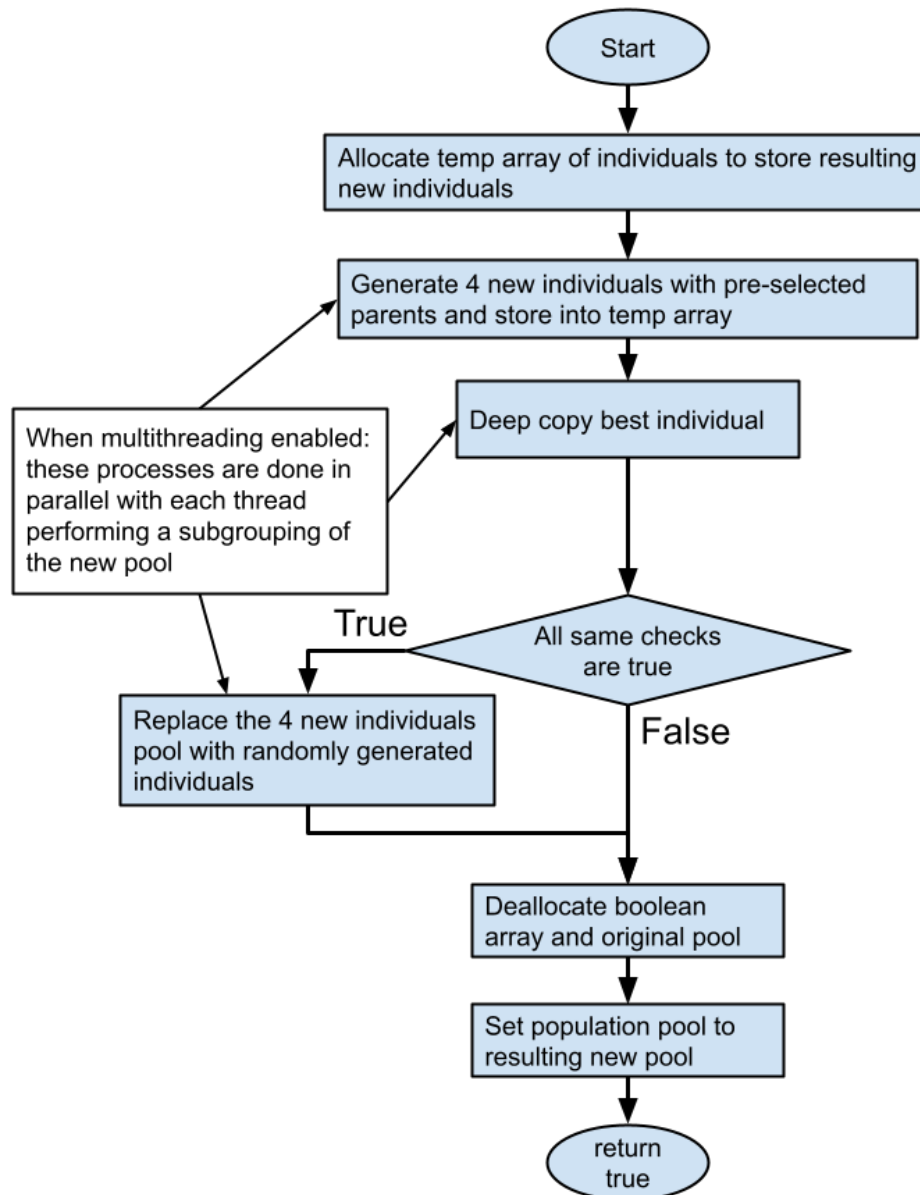 Start
Allocate temp array of individuals to store resulting
new individuals
Generate 4 new individuals with pre-selected
parents and store into temp array
Deep copy best individual
When multithreading enabled:
these processes are done in
parallel with each thread
performing a subgrouping of
the new pool
All same checks
are true
True
False
Replace the 4 new individuals
pool with randomly generated
individuals
Deallocate boolean
array and original pool
Set population pool to
resulting new pool
return
true